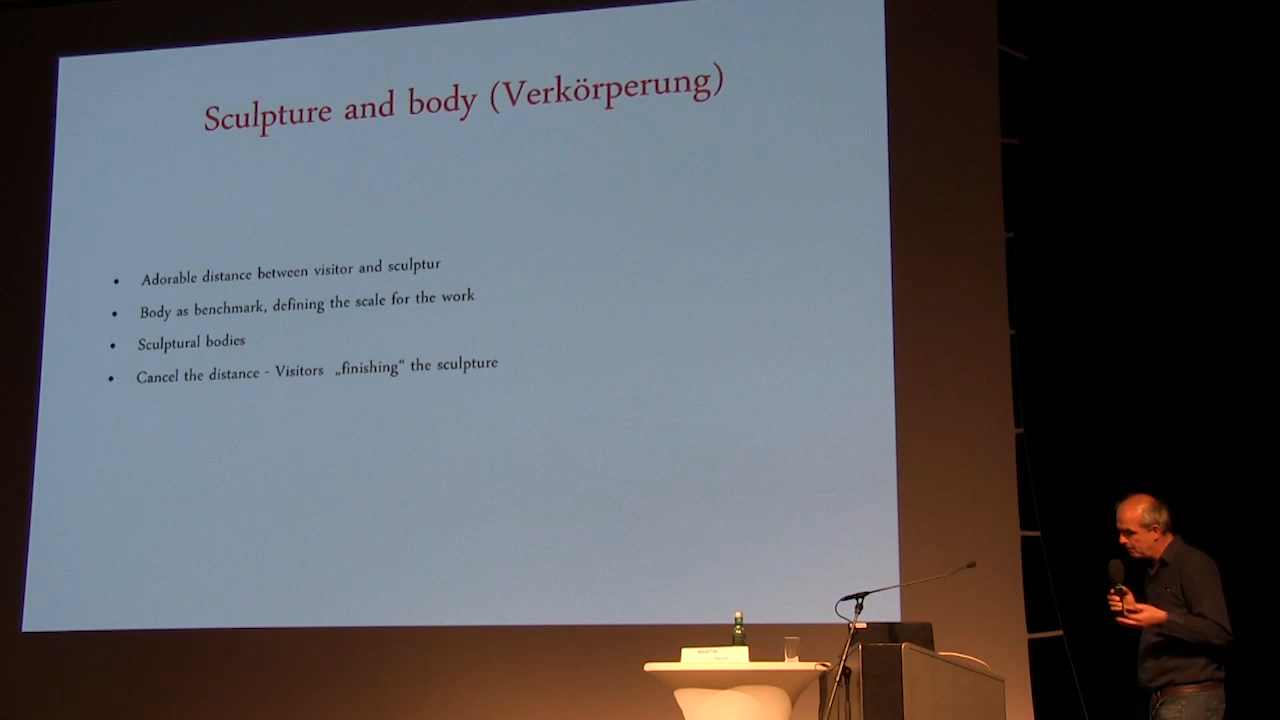 Sculpture and body (Verkörperung)
• Adorable distance between visitor and sculptur
• Body as benchmark, defining the scale for the work
• Sculptural bodies
• Cancel the distance - Visitors „finishing“ the sculpture